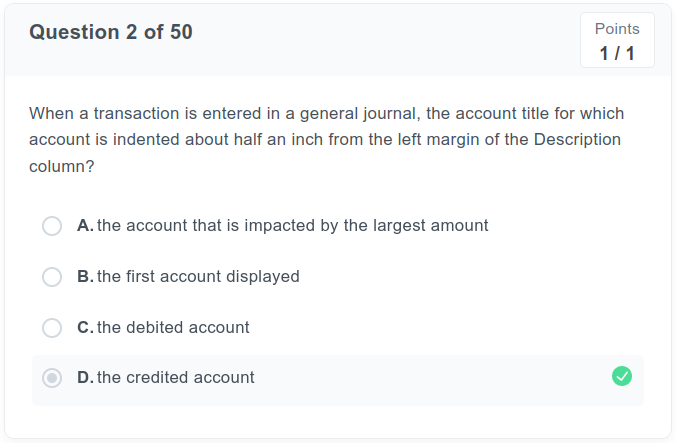 Question 2 of 50
Points
1 / 1
When a transaction is entered in a general journal, the account title for which
account is indented about half an inch from the left margin of the Description
column?
A. the account that is impacted by the largest amount
B. the first account displayed
C. the debited account
D. the credited account